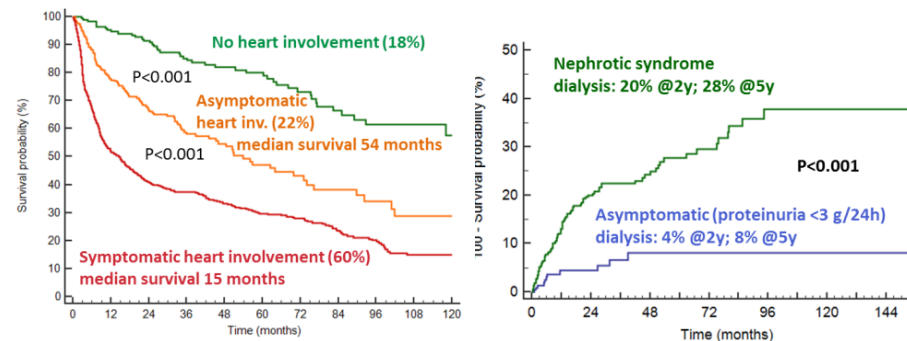 Survival probability (%)
100
90
80
70
60
50
40
30
20
10
0
No heart involvement (18%)
P<0.001
Asymptomatic
heart inv. (22%)
median survival 54 months
P<0.001
Symptomatic heart involvement (60%)
median survival 15 months
0 12 24 36 48 60 72 84 96 108 120
Time (months)
100 - Survival probability (%)
50
40
30
20
10
0
Nephrotic syndrome
dialysis: 20% @2y; 28% @5y
P<0.001
Asymptomatic (proteinuria <3 g/24h)
dialysis: 4% @2y; 8% @5y
0 24 48 72 96 120 144
Time (months)